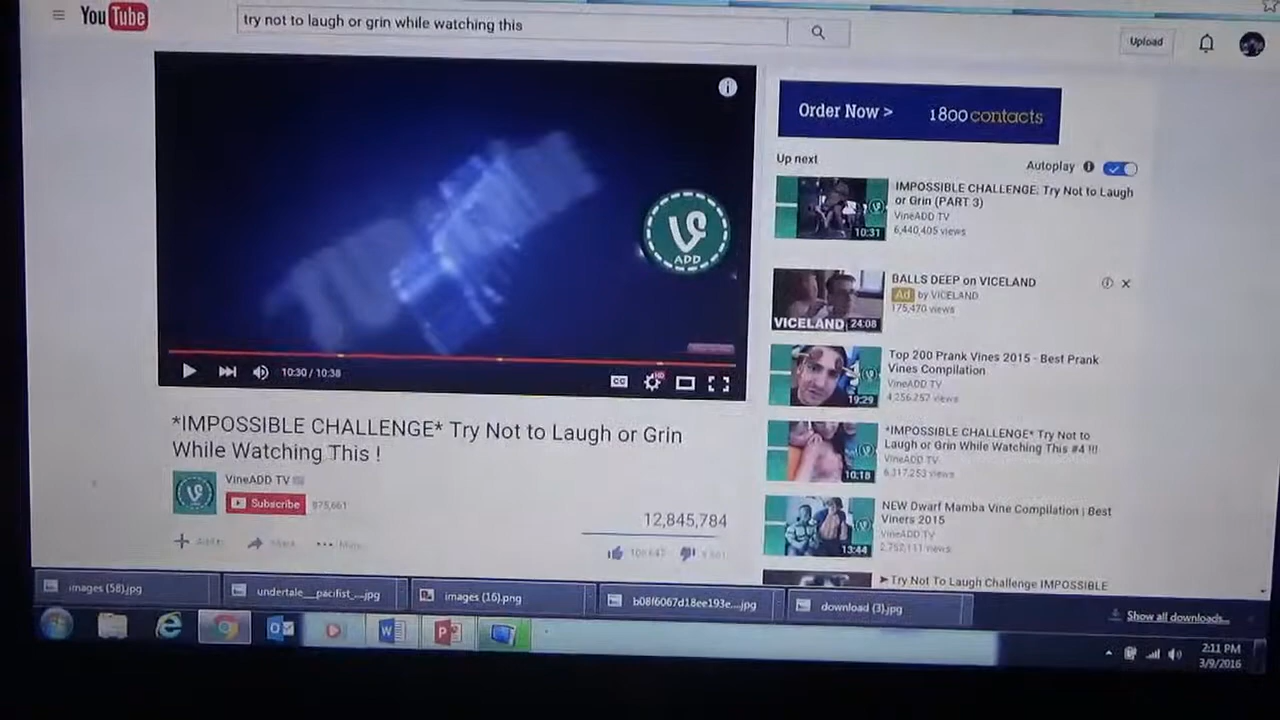 YouTube
try not to laugh or grin while watching this
Upload
ADD
10:30 / 10:38
CC
HD
*IMPOSSIBLE CHALLENGE* Try Not to Laugh or Grin
While Watching This !
VineADD TV
Subscribe
875,661
12,845,784
Order Now >
1800contacts
Up next
Autoplay
IMPOSSIBLE CHALLENGE: Try Not to Laugh
or Grin (PART 3)
VineADD TV
6,440,405 views
10:31
BALLS DEEP on VICELAND
Ad by VICELAND
175,470 views
VICELAND 24:08
Top 200 Prank Vines 2015 - Best Prank
Vines Compilation
VineADD TV
4,256,257 views
19:29
*IMPOSSIBLE CHALLENGE* Try Not to
Laugh or Grin While Watching This #4 !!!
VineADD TV
6,317,253 views
10:18
NEW Dwarf Mamba Vine Compilation | Best
Viners 2015
VineADD TV
2,752,111 views
13:44
►Try Not To Laugh Challenge IMPOSSIBLE
images (58).jpg
undertale__pacifist_...jpg
images (16).png
b08f6067d18ee193e....jpg
download (3).jpg
Show all downloads...
2:11 PM
3/9/2016